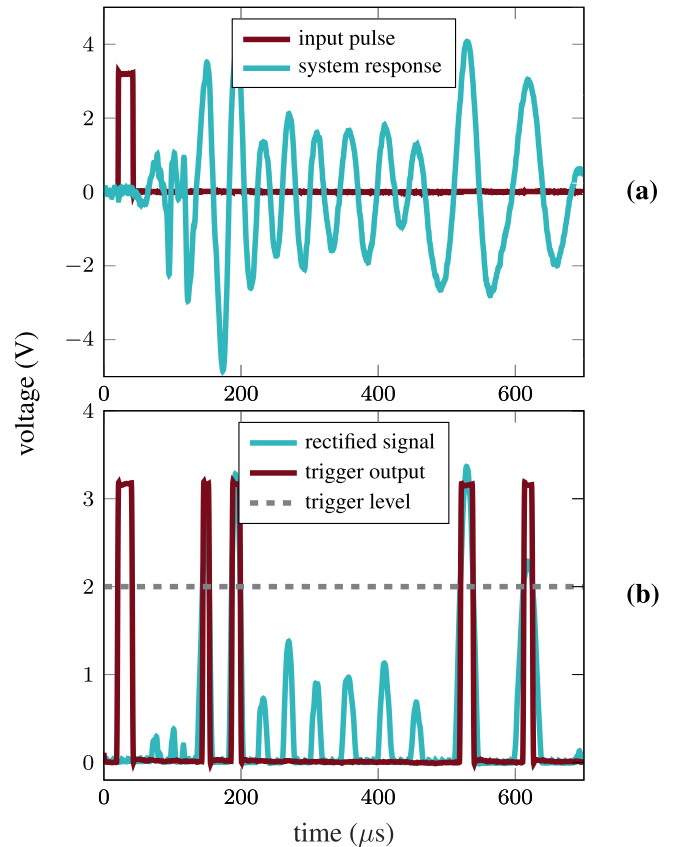 input pulse
system response
4
2
0
−2
−4
0
200
400
600
(a)
voltage (V)
rectified signal
trigger output
trigger level
4
3
2
1
0
0
200
400
600
(b)
time (μs)